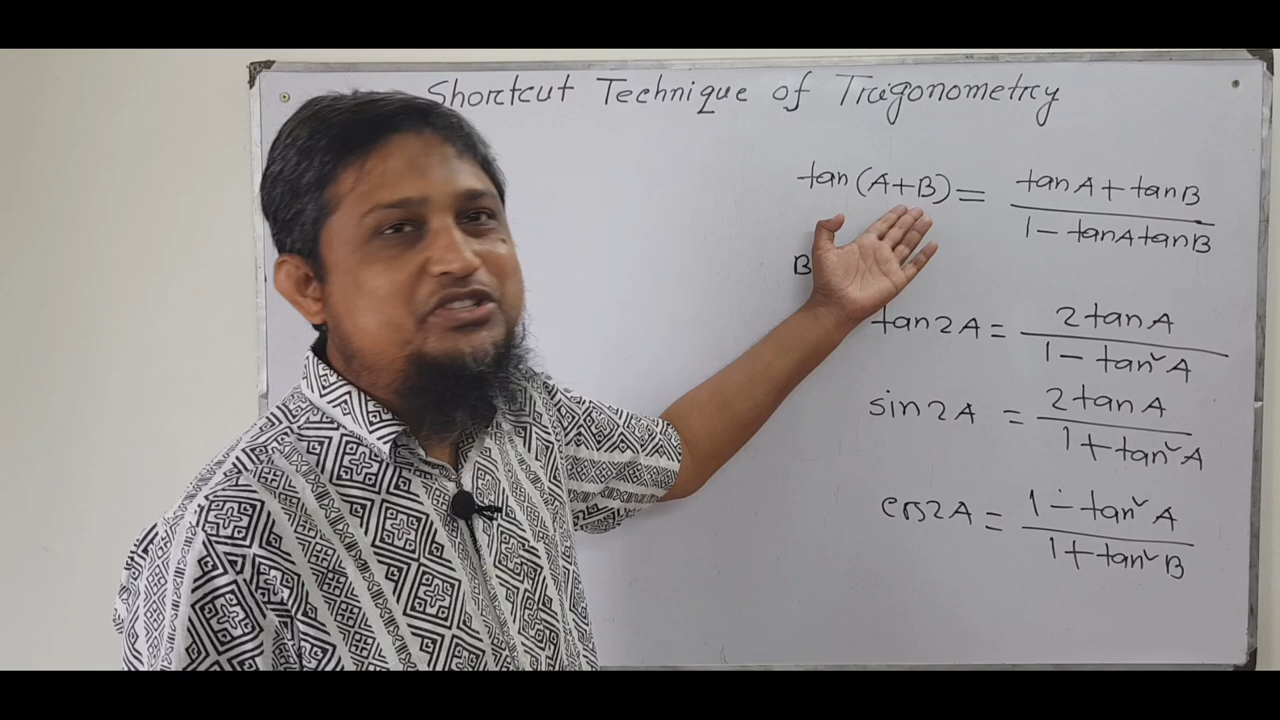 Shortcut Technique of Trigonometry
tan(A+B) = (tanA + tanB)/(1 - tanA tanB)
B
tan2A = (2tanA)/(1 - tan²A)
sin2A = (2tanA)/(1 + tan²A)
cos2A = (1 - tan²A)/(1 + tan²B)